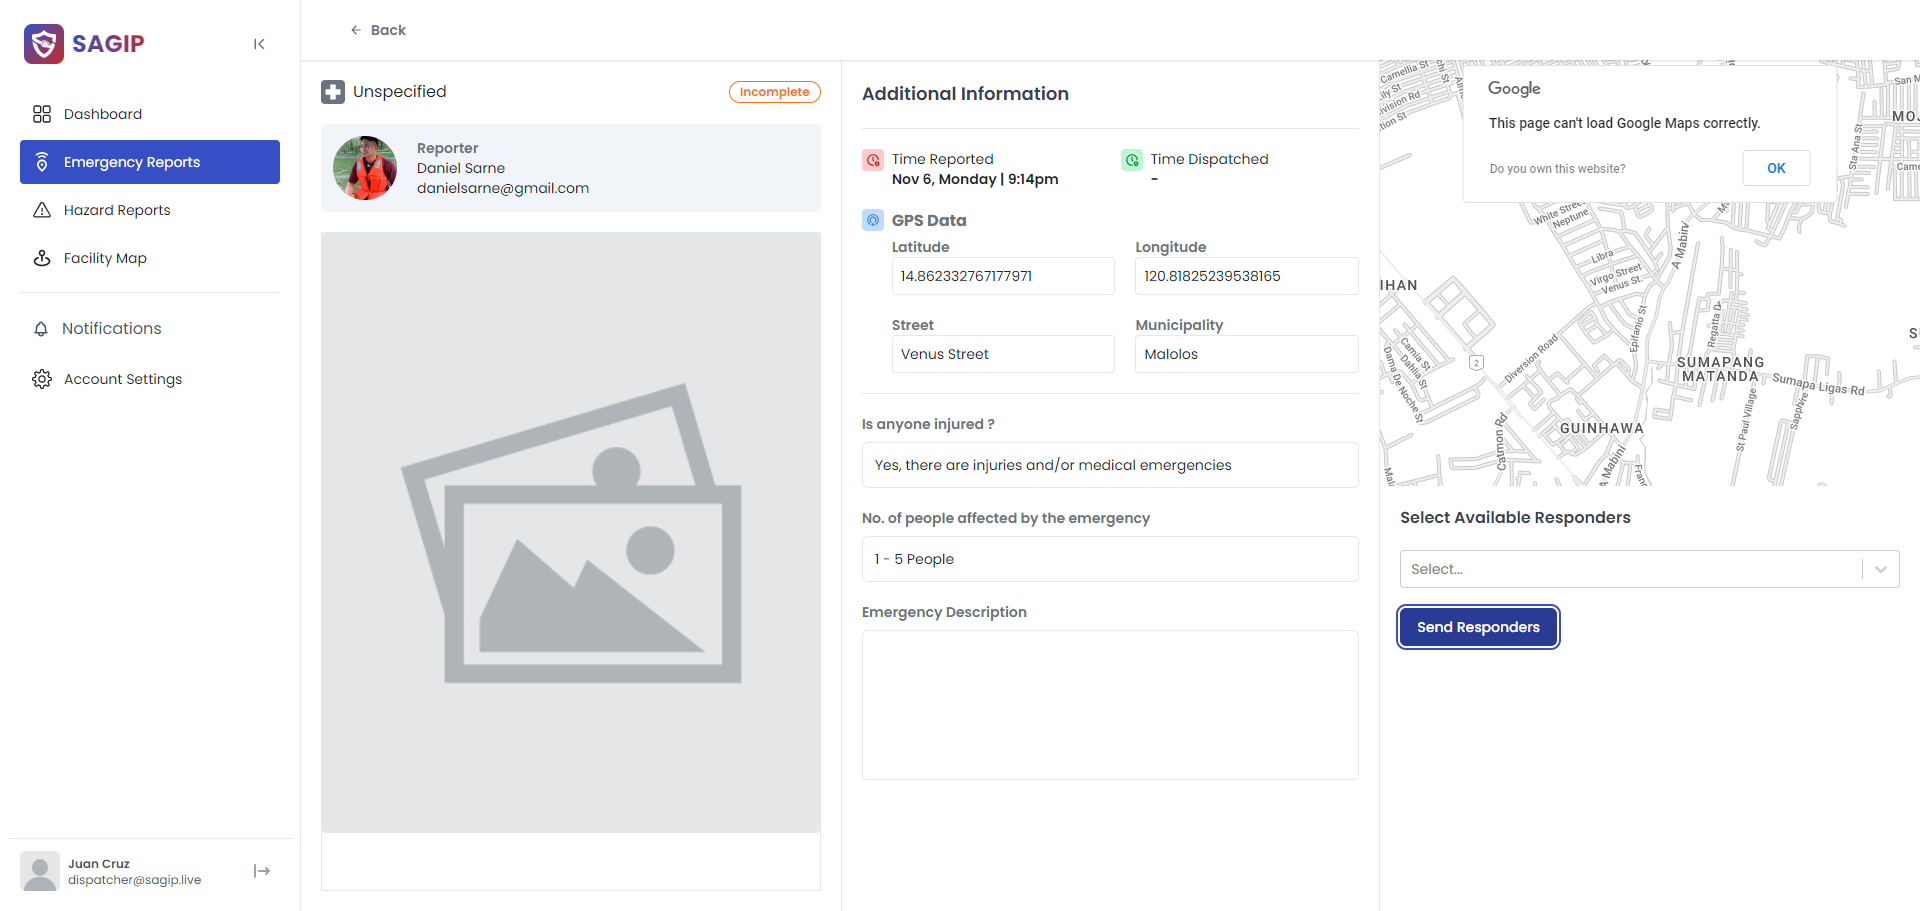 SAGIP
Dashboard
Emergency Reports
Hazard Reports
Facility Map
Notifications
Account Settings
Juan Cruz
dispatcher@sagip.live
Back
Unspecified
Incomplete
Reporter
Daniel Sarne
danielsarne@gmail.com
Additional Information
Time Reported
Nov 6, Monday | 9:14pm
Time Dispatched
-
GPS Data
Latitude
Longitude
14.862332767177971
120.81825239538165
Street
Municipality
Venus Street
Malolos
Is anyone injured ?
Yes, there are injuries and/or medical emergencies
No. of people affected by the emergency
1 - 5 People
Emergency Description
Google
This page can't load Google Maps correctly.
Do you own this website?
OK
Camellia St
White Street
Neptune
Libra
Virgo Street
Venus St.
A Mabini
Epifanio St
Regatta D
Sta Ana St
IHAN
Camia St
Dahlia St
Dama De Noche St
2
Diversion Road
SUMAPANG
MATANDA
Sumapa Ligas Rd
GUINHAWA
Catmon Rd
A Mabini
St Paul Village
Sapphire
Select Available Responders
Select...
Send Responders